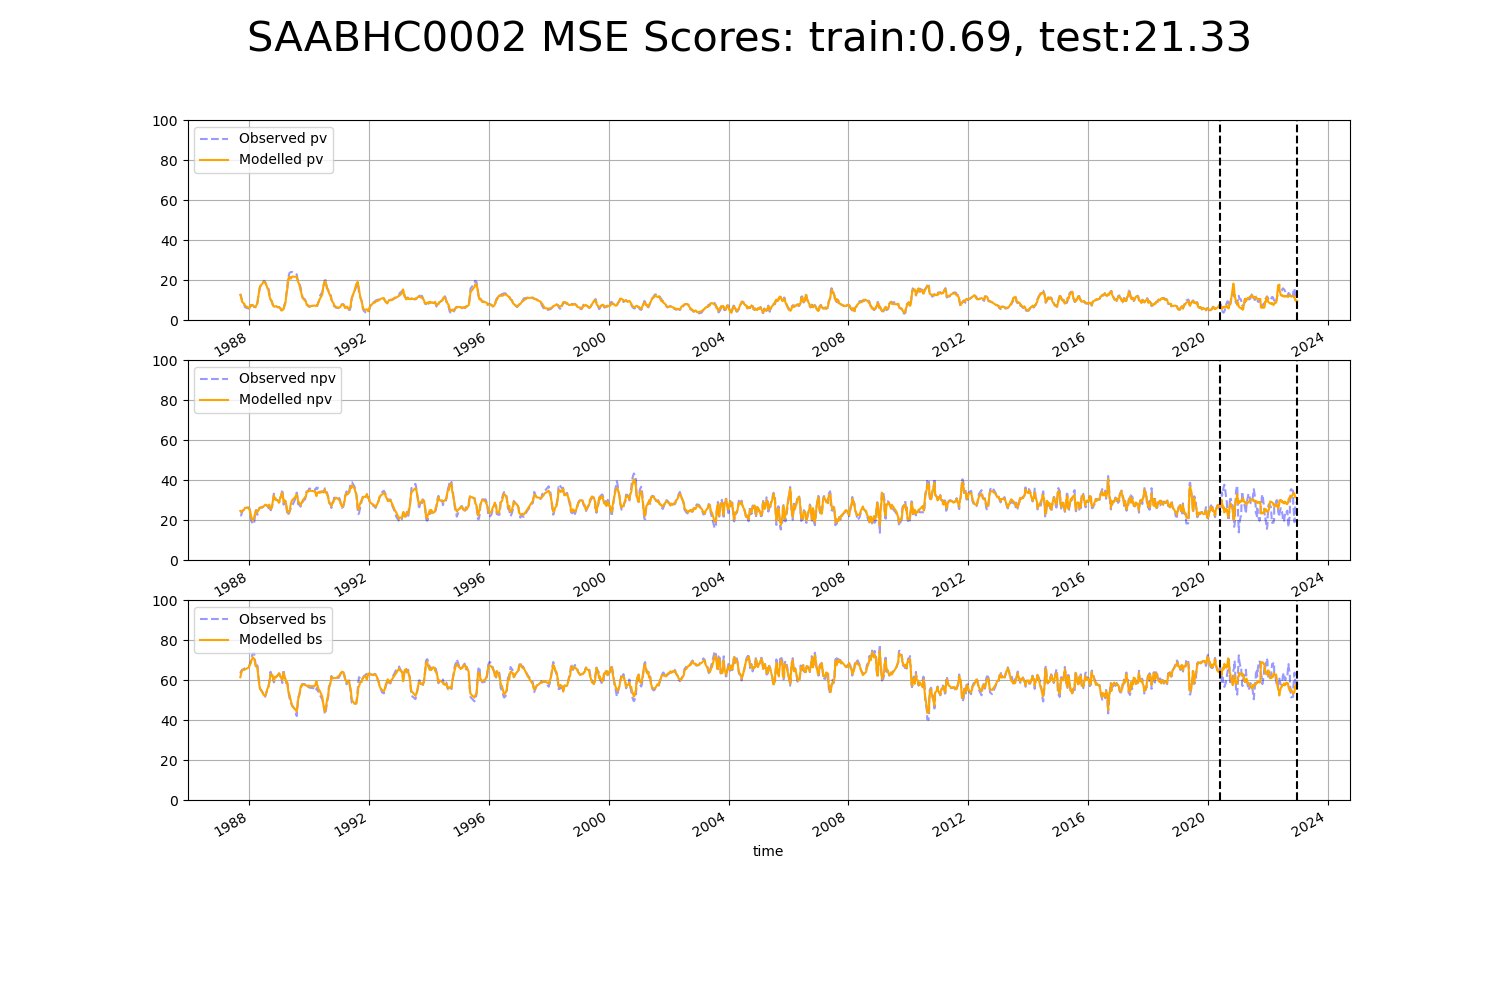 SAABHC0002 MSE Scores: train:0.69, test:21.33
100
80
60
40
20
0
Observed pv
Modelled pv
1988 1992 1996 2000 2004 2008 2012 2016 2020 2024
100
80
60
40
20
0
Observed npv
Modelled npv
1988 1992 1996 2000 2004 2008 2012 2016 2020 2024
100
80
60
40
20
0
Observed bs
Modelled bs
1988 1992 1996 2000 2004 2008 2012 2016 2020 2024
time